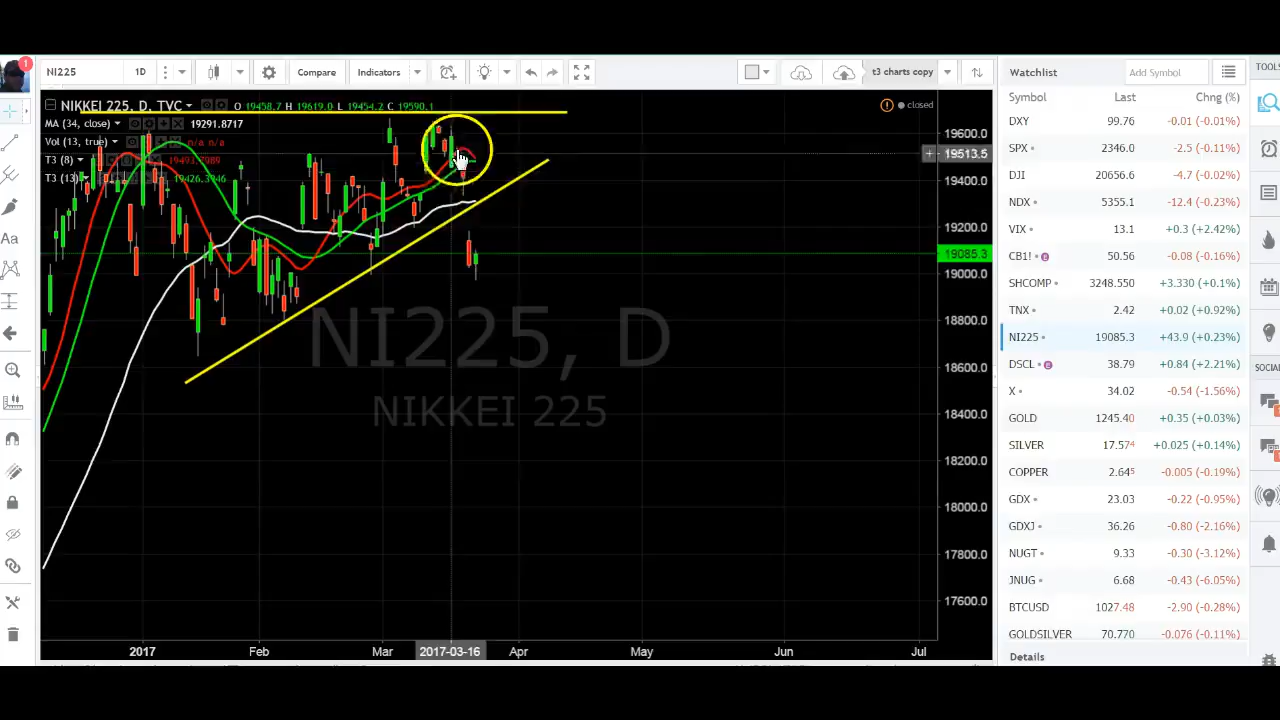 1
NI225 1D Compare Indicators t3 charts copy
NIKKEI 225, D, TVC O 19458.7 H 19619.0 L 19454.2 C 19590.1
closed
MA (34, close) 19291.8717
Vol (13, true) n/a n/a
T3 (8)
T3 (13)
19600.0
19513.5
19400.0
19200.0
19085.3
19000.0
18800.0
18600.0
18400.0
18200.0
18000.0
17800.0
17600.0
NI225, D
NIKKEI 225
2017 Feb Mar 2017-03-16 Apr May Jun Jul
Watchlist Add Symbol
Symbol Last Chng (%)
DXY 99.76 -0.01 (-0.01%)
SPX 2346.0 -2.5 (-0.11%)
DJI 20656.6 -4.7 (-0.02%)
NDX 5355.1 -12.4 (-0.23%)
VIX 13.1 +0.3 (+2.42%)
CB1! 50.56 -0.08 (-0.19%)
SHCOMP 3248.550 +3.330 (+0.1%)
TNX 2.42 +0.02 (+0.92%)
NI225 19085.3 +43.9 (+0.23%)
DSCL 38.79 +0.84 (+2.21%)
X 34.02 -0.54 (-1.56%)
GOLD 1245.40 +0.35 (+0.03%)
SILVER 17.574 +0.025 (+0.14%)
COPPER 2.645 -0.005 (-0.19%)
GDX 23.03 -0.22 (-0.95%)
GDXJ 36.26 -0.80 (-2.16%)
NUGT 9.33 -0.30 (-3.12%)
JNUG 6.68 -0.43 (-6.05%)
BTCUSD 1027.48 -2.90 (-0.28%)
GOLDSILVER 70.770 -0.076 (-0.11%)
Details
Aa